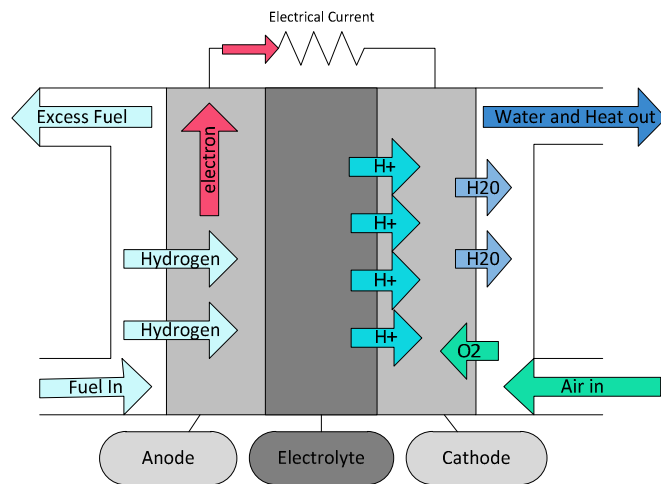 Electrical Current
Excess Fuel
Water and Heat out
electron
H+
H20
H+
Hydrogen
H20
H+
Hydrogen
H+
O2
Fuel In
Air in
Anode
Electrolyte
Cathode